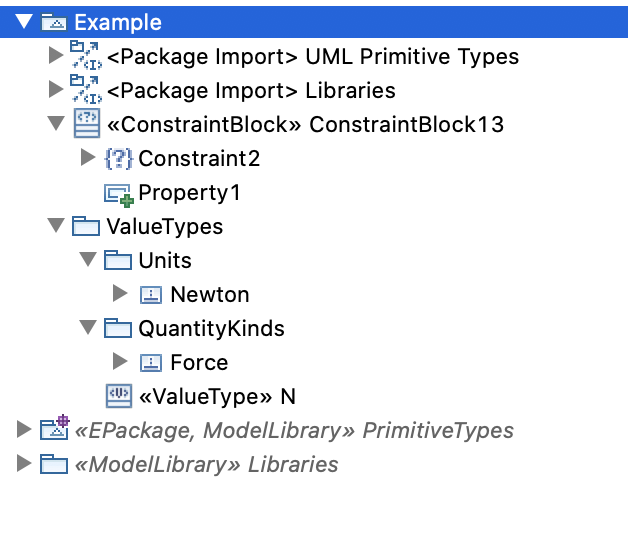 Example
<Package Import> UML Primitive Types
<Package Import> Libraries
«ConstraintBlock» ConstraintBlock13
{?} Constraint2
Property1
ValueTypes
Units
Newton
QuantityKinds
Force
«ValueType» N
«EPackage, ModelLibrary» PrimitiveTypes
«ModelLibrary» Libraries